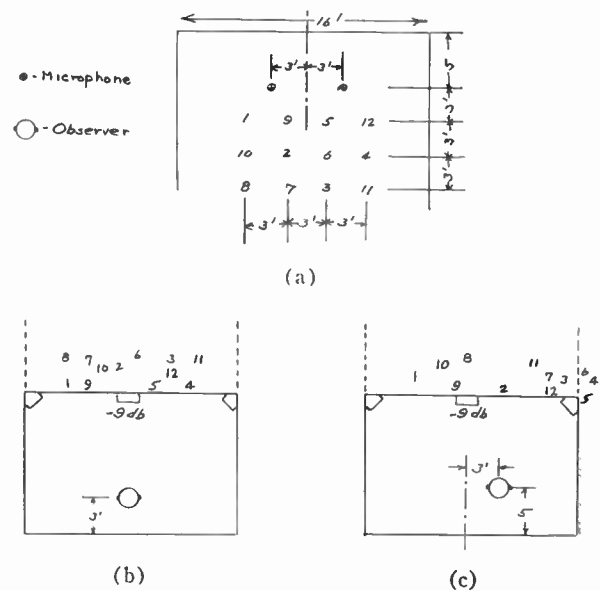 16'
3' 3'
5
• - Microphone
- Observer
1 9 5 12
3'
10 2 6 4
3'
8 7 3 11
3'
3' 3' 3'
(a)
8 7 10 2 6 3 12 11
1 9 5 4
-9 db
3'
(b)
10 8 11
1 9 2 7 12 3 6 4 5
-9 db
3'
5
(c)